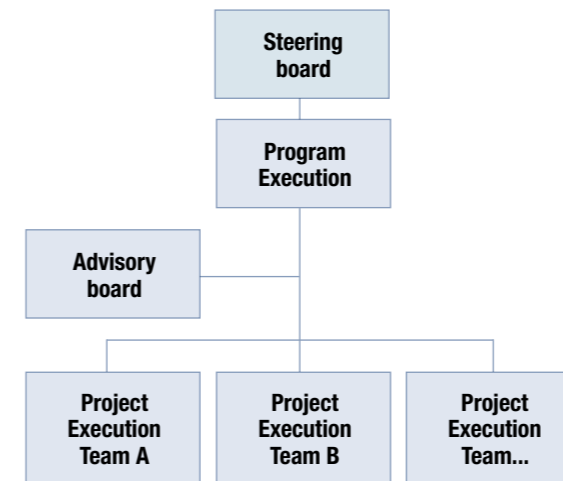 Steering
board
Program
Execution
Advisory
board
Project
Execution
Team A
Project
Execution
Team B
Project
Execution
Team...